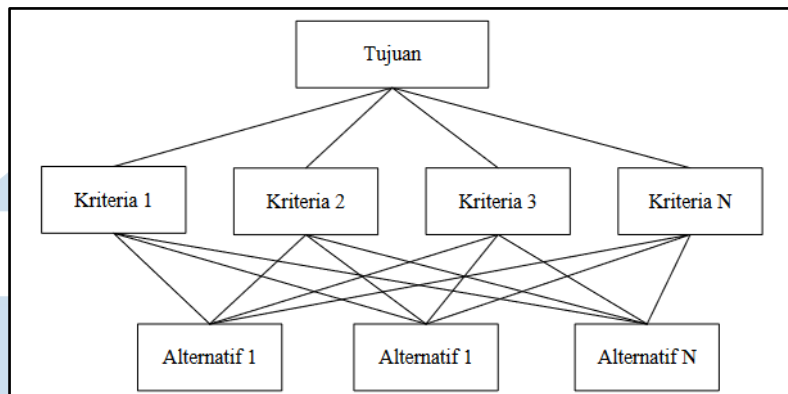 Tujuan
Kriteria 1
Kriteria 2
Kriteria 3
Kriteria N
Alternatif 1
Alternatif 1
Alternatif N